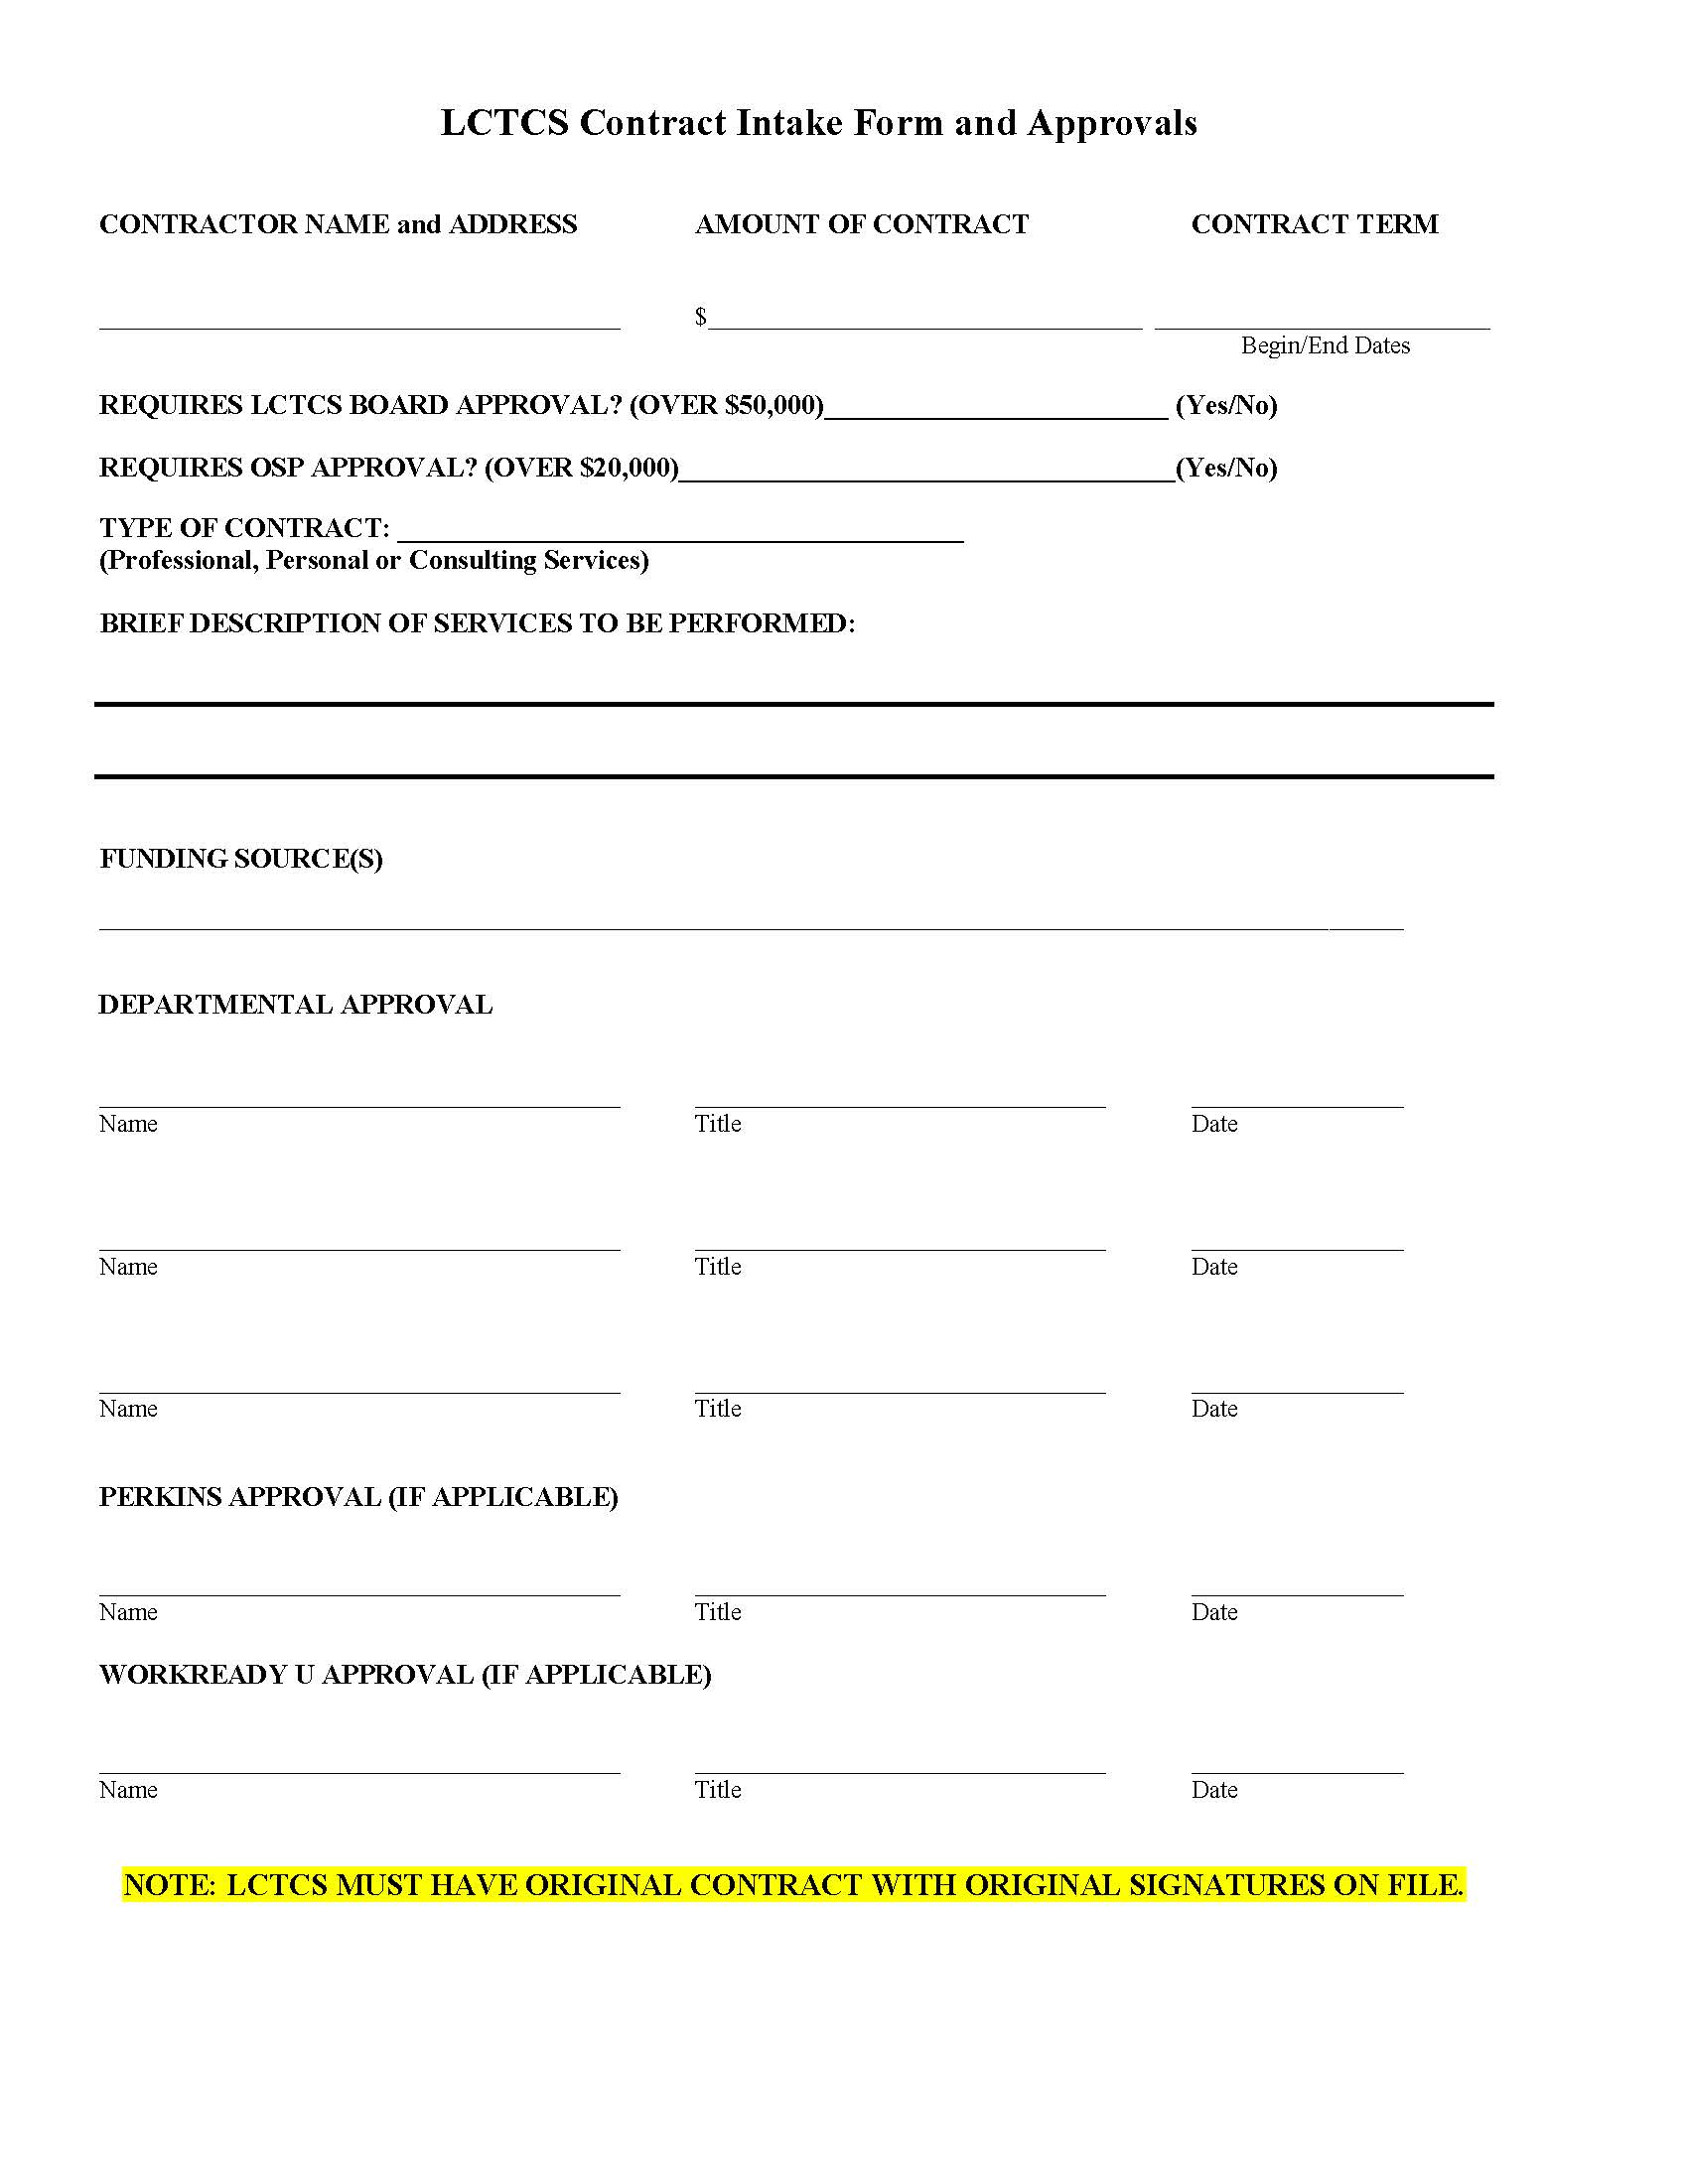 LCTCS Contract Intake Form and Approvals
CONTRACTOR NAME and ADDRESS AMOUNT OF CONTRACT CONTRACT TERM
$
Begin/End Dates
REQUIRES LCTCS BOARD APPROVAL? (OVER $50,000) (Yes/No)
REQUIRES OSP APPROVAL? (OVER $20,000) (Yes/No)
TYPE OF CONTRACT:
(Professional, Personal or Consulting Services)
BRIEF DESCRIPTION OF SERVICES TO BE PERFORMED:
FUNDING SOURCE(S)
DEPARTMENTAL APPROVAL
Name Title Date
Name Title Date
Name Title Date
PERKINS APPROVAL (IF APPLICABLE)
Name Title Date
WORKREADY U APPROVAL (IF APPLICABLE)
Name Title Date
NOTE: LCTCS MUST HAVE ORIGINAL CONTRACT WITH ORIGINAL SIGNATURES ON FILE.